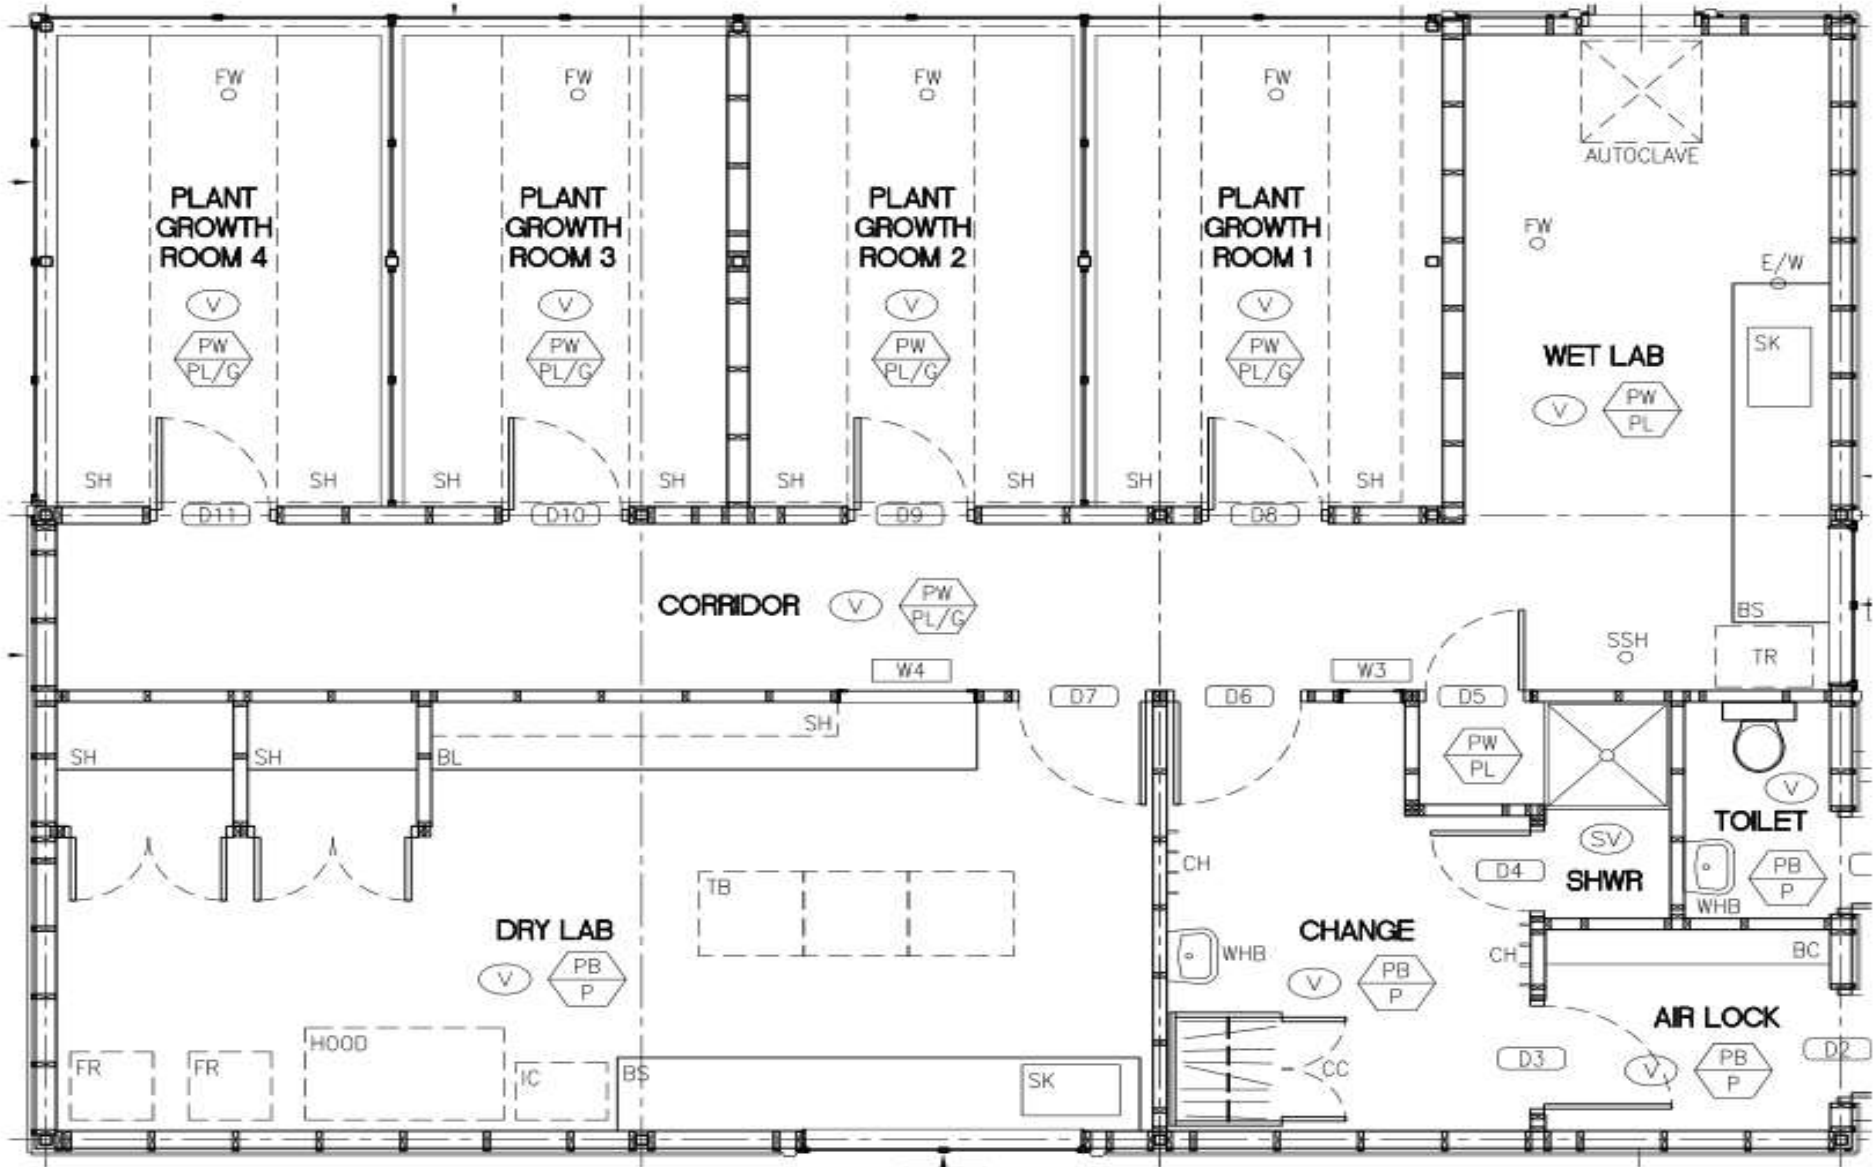 FW FW FW FW
AUTOCLAVE
PLANT
GROWTH
ROOM 4
PLANT
GROWTH
ROOM 3
PLANT
GROWTH
ROOM 2
PLANT
GROWTH
ROOM 1
FW
E/W
SK
V V V V
PW PW PW PW
PL/G PL/G PL/G PL/G
WET LAB
V PW
PL
SH SH SH SH SH SH SH SH
D11 D10 D9 D8
CORRIDOR V PW
PL/G
BS
SSH
TR
W4 W3
D7 D6 D5
SH
SH SH BL
PW
PL
V
TOILET
SV
SHWR
D4
PB
P
WHB
CH
TB
DRY LAB
V PB
P
CHANGE
V PB
P
WHB
CH
BC
AIR LOCK
V PB
P
D3
D2
HOOD
FR FR
IC
BS
SK
CC